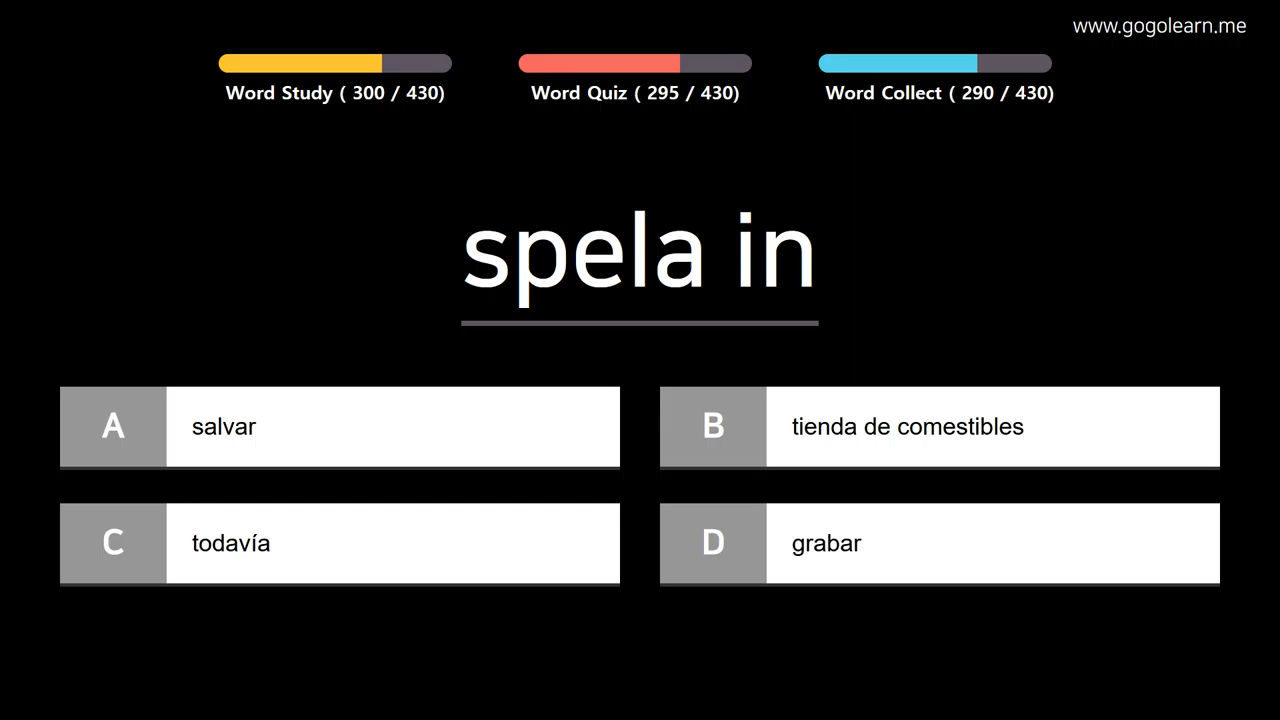 www.gogolearn.me
Word Study ( 300 / 430)
Word Quiz ( 295 / 430)
Word Collect ( 290 / 430)
spela in
A salvar
B tienda de comestibles
C todavía
D grabar